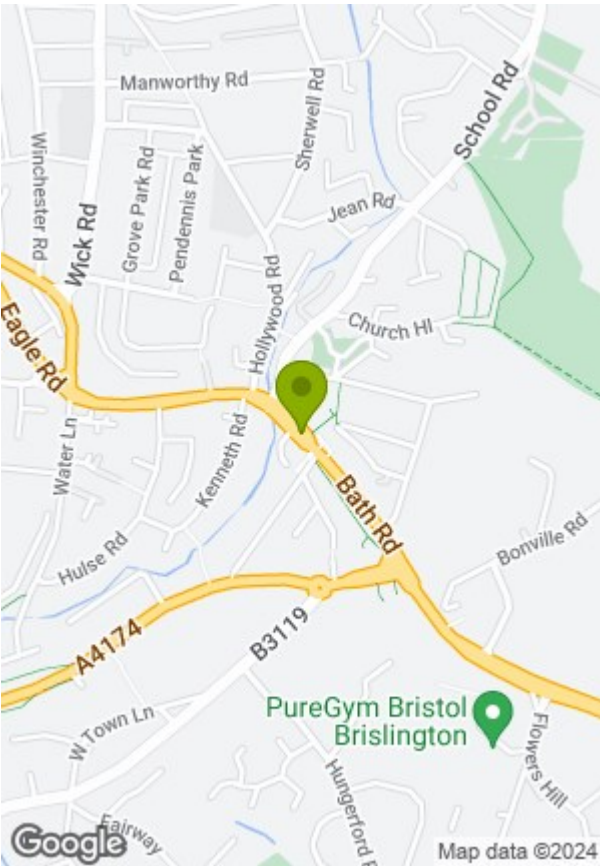 Manworthy Rd
Sherwell Rd
School Rd
Winchester Rd
Wick Rd
Grove Park Rd
Pendennis Park
Jean Rd
Hollywood Rd
Church Hl
Eagle Rd
Water Ln
Kenneth Rd
Bath Rd
Hulse Rd
Bonville Rd
A4174
B3119
W Town Ln
PureGym Bristol
Brislington
Flowers Hill
Hungerford R
Fairway
Google
Map data ©2024